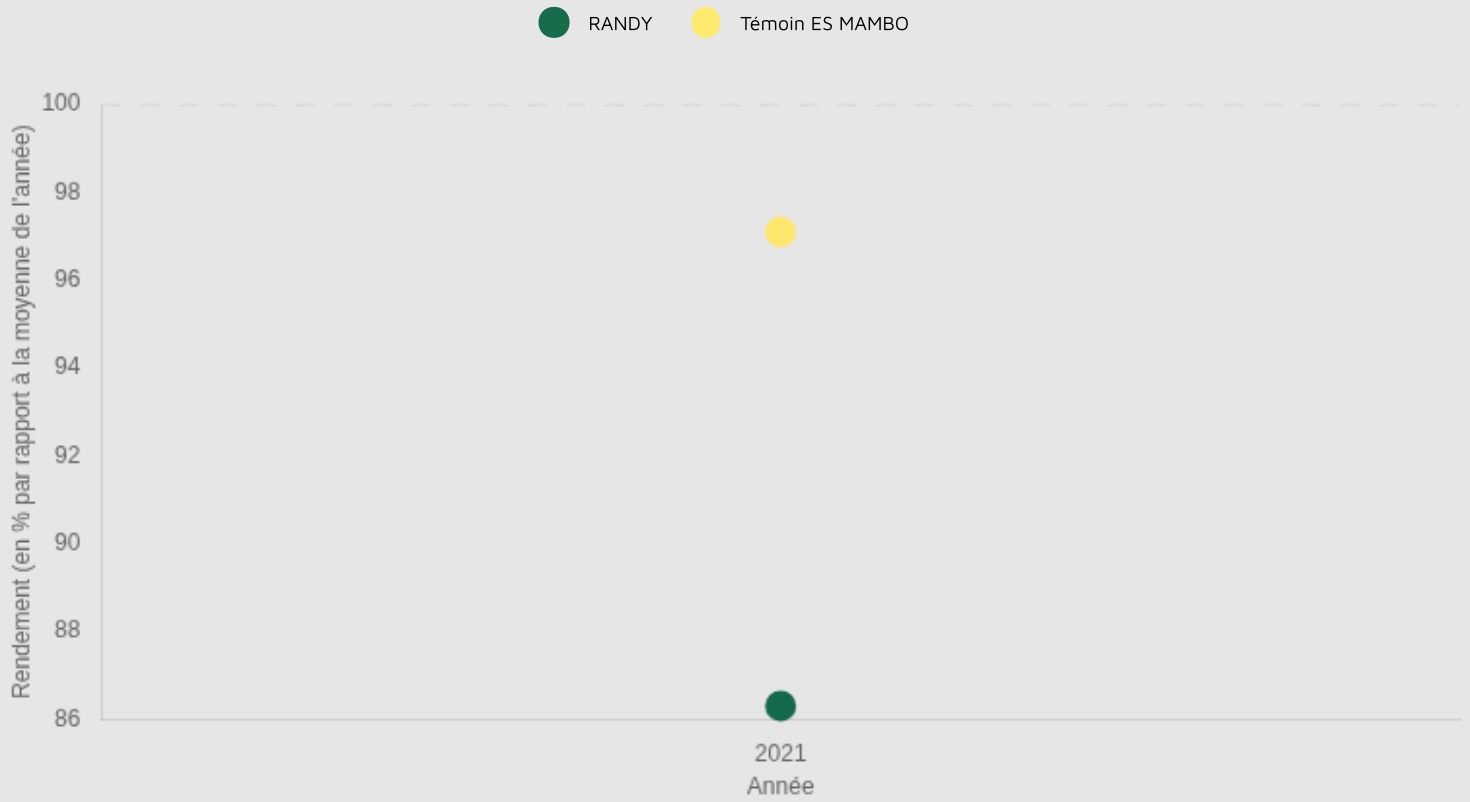 RANDY
Témoin ES MAMBO
Rendement (en % par rapport à la moyenne de l'année)
100
98
96
94
92
90
88
86
2021
Année